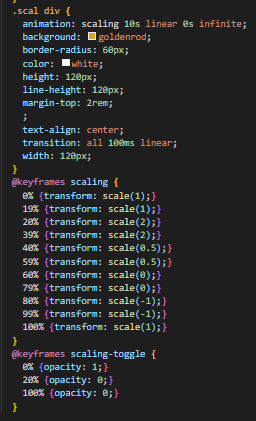 .scal div {
animation: scaling 10s linear 0s infinite;
background: goldenrod;
border-radius: 60px;
color: white;
height: 120px;
line-height: 120px;
margin-top: 2rem;
;
text-align: center;
transition: all 100ms linear;
width: 120px;
}
@keyframes scaling {
0% {transform: scale(1);}
19% {transform: scale(1);}
20% {transform: scale(2);}
39% {transform: scale(2);}
40% {transform: scale(0.5);}
59% {transform: scale(0.5);}
60% {transform: scale(0);}
79% {transform: scale(0);}
80% {transform: scale(-1);}
99% {transform: scale(-1);}
100% {transform: scale(1);}
}
@keyframes scaling-toggle {
0% {opacity: 1;}
20% {opacity: 0;}
100% {opacity: 0;}
}